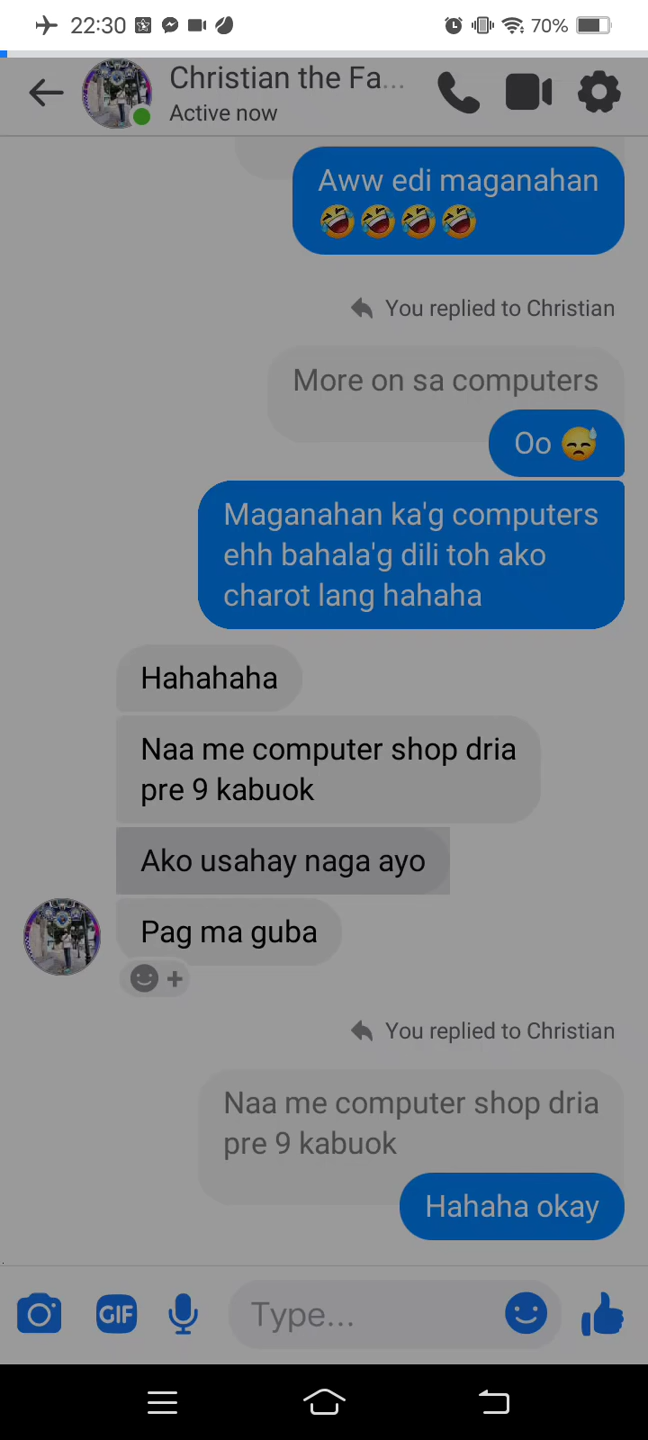 22:30
70%
Christian the Fa...
Active now
Aww edi maganahan
🤣🤣🤣🤣
You replied to Christian
More on sa computers
Oo 😓
Maganahan ka'g computers
ehh bahala'g dili toh ako
charot lang hahaha
Hahahaha
Naa me computer shop dria
pre 9 kabuok
Ako usahay naga ayo
Pag ma guba
You replied to Christian
Naa me computer shop dria
pre 9 kabuok
Hahaha okay
GIF
Type...